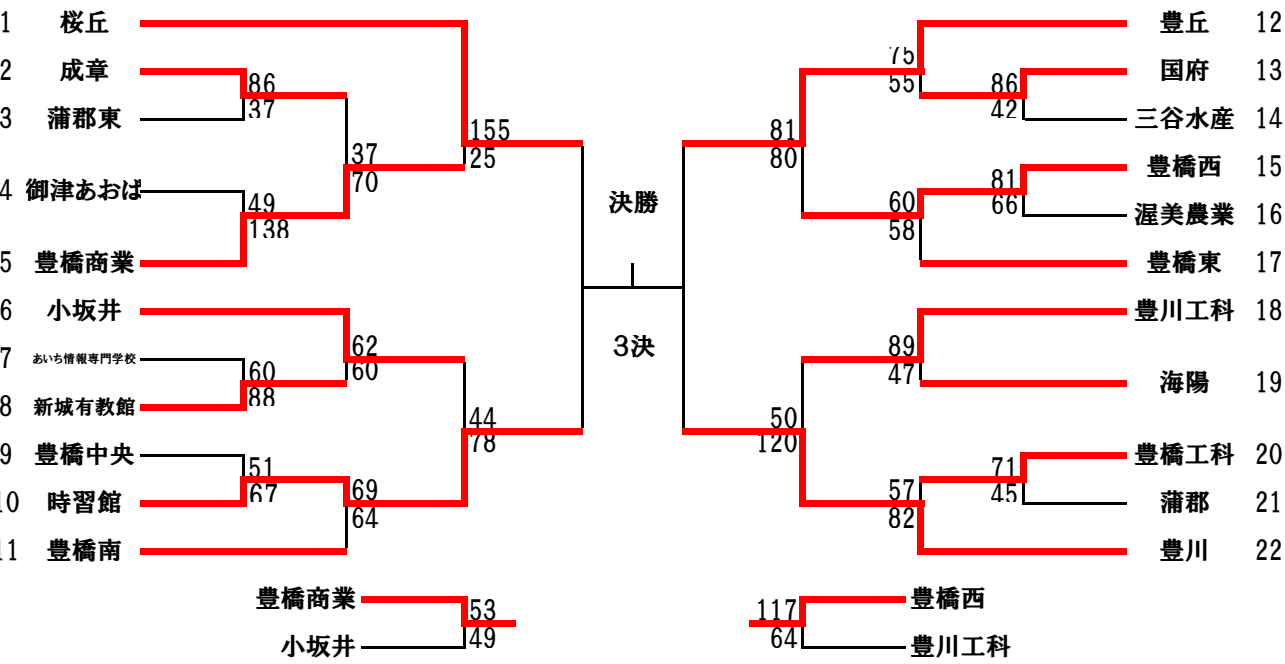 1 桜丘
2 成章
3 蒲郡東
86
37
4 御津あおば
5 豊橋商業
49
138
37
70
155
25
6 小坂井
7 あいち情報専門学校
8 新城有教館
60
88
62
60
9 豊橋中央
10 時習館
11 豊橋南
51
67
69
64
44
78
決勝
3決
豊丘 12
国府 13
三谷水産 14
75
55
86
42
豊橋西 15
渥美農業 16
豊橋東 17
81
66
60
58
81
80
豊川工科 18
海陽 19
89
47
豊橋工科 20
蒲郡 21
豊川 22
71
45
57
82
50
120
豊橋商業
小坂井
53
49
117
64
豊橋西
豊川工科